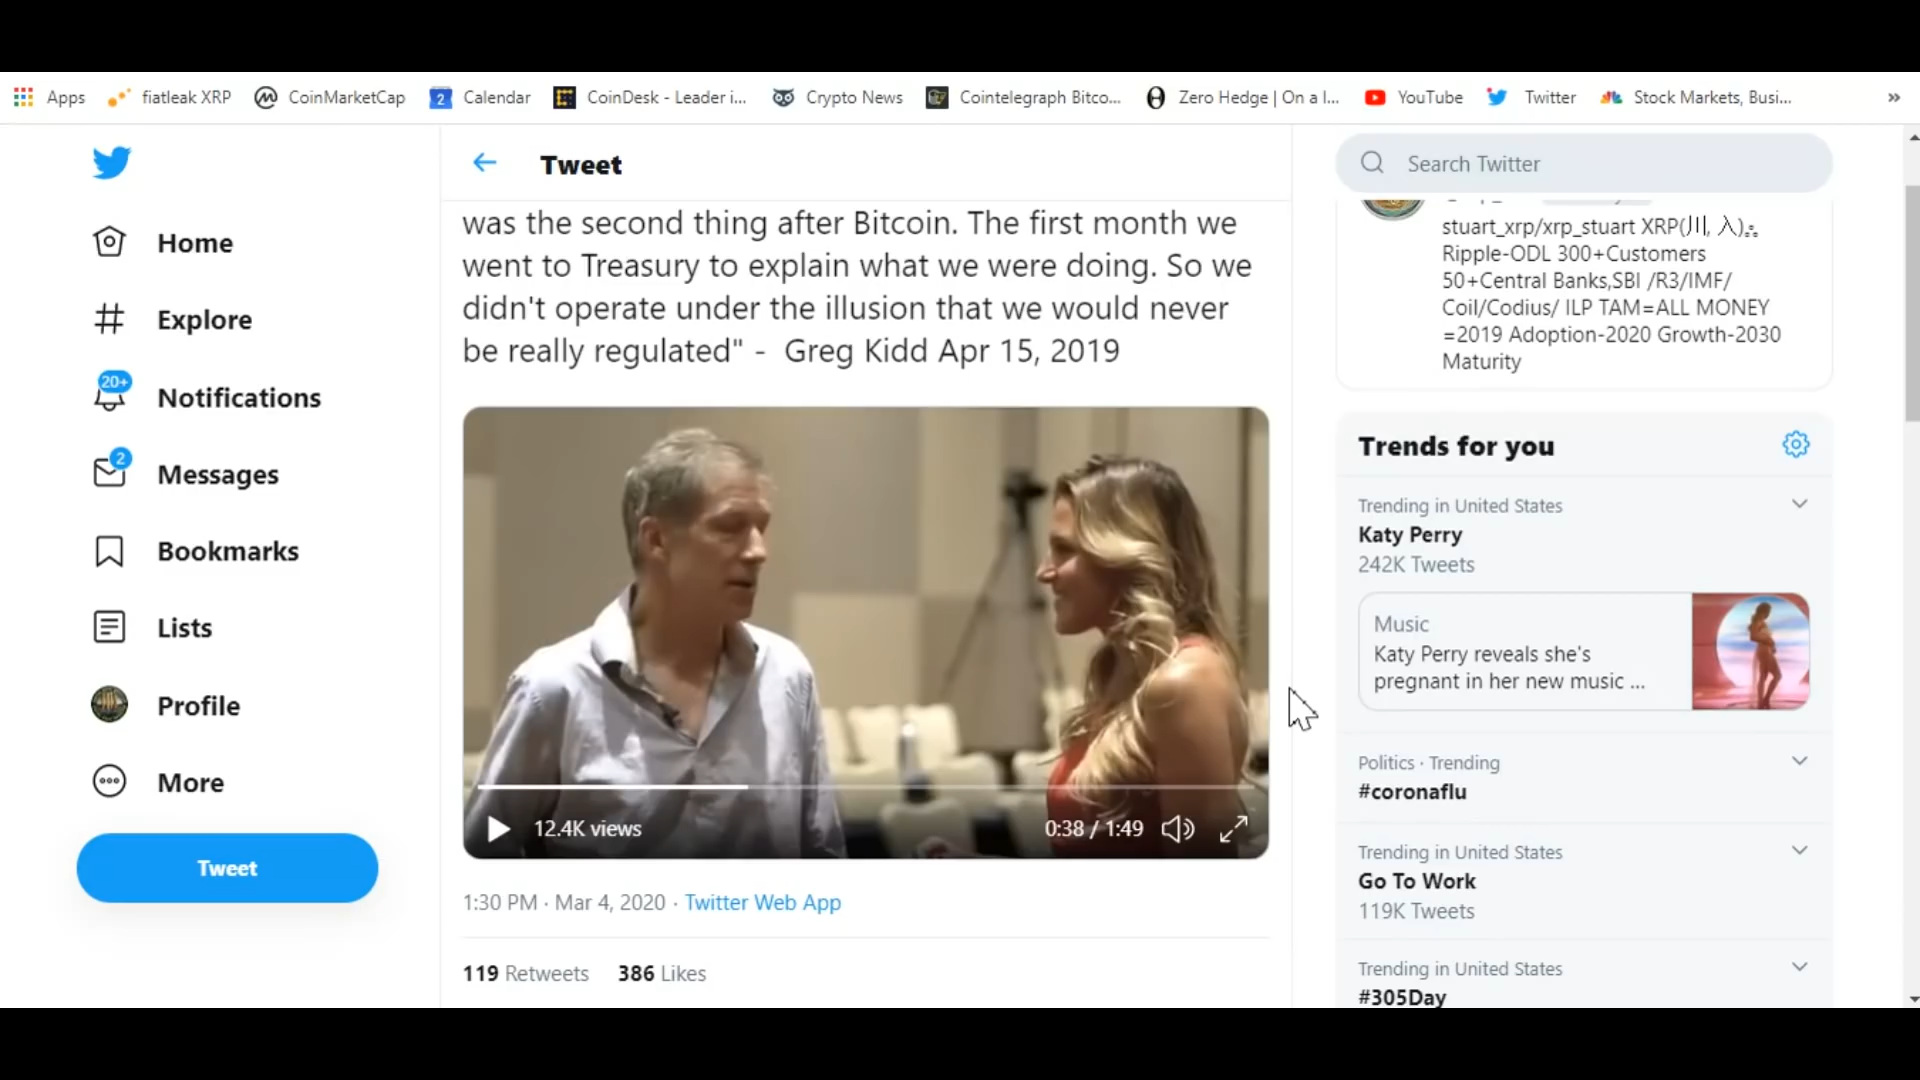 Apps
fiatleak XRP
CoinMarketCap
2
Calendar
CoinDesk - Leader i...
Crypto News
Cointelegraph Bitco...
Zero Hedge | On a l...
YouTube
Twitter
Stock Markets, Busi...
»
Home
Explore
20+
Notifications
2
Messages
Bookmarks
Lists
Profile
More
Tweet
Tweet
was the second thing after Bitcoin. The first month we
went to Treasury to explain what we were doing. So we
didn't operate under the illusion that we would never
be really regulated" - Greg Kidd Apr 15, 2019
12.4K views
0:38 / 1:49
1:30 PM · Mar 4, 2020 · Twitter Web App
119 Retweets 386 Likes
Search Twitter
stuart_xrp/xrp_stuart XRP(川, 入)ஃ
Ripple-ODL 300+Customers
50+Central Banks,SBI /R3/IMF/
Coil/Codius/ ILP TAM=ALL MONEY
=2019 Adoption-2020 Growth-2030
Maturity
Trends for you
Trending in United States
Katy Perry
242K Tweets
Music
Katy Perry reveals she's
pregnant in her new music ...
Politics · Trending
#coronaflu
Trending in United States
Go To Work
119K Tweets
Trending in United States
#305Day